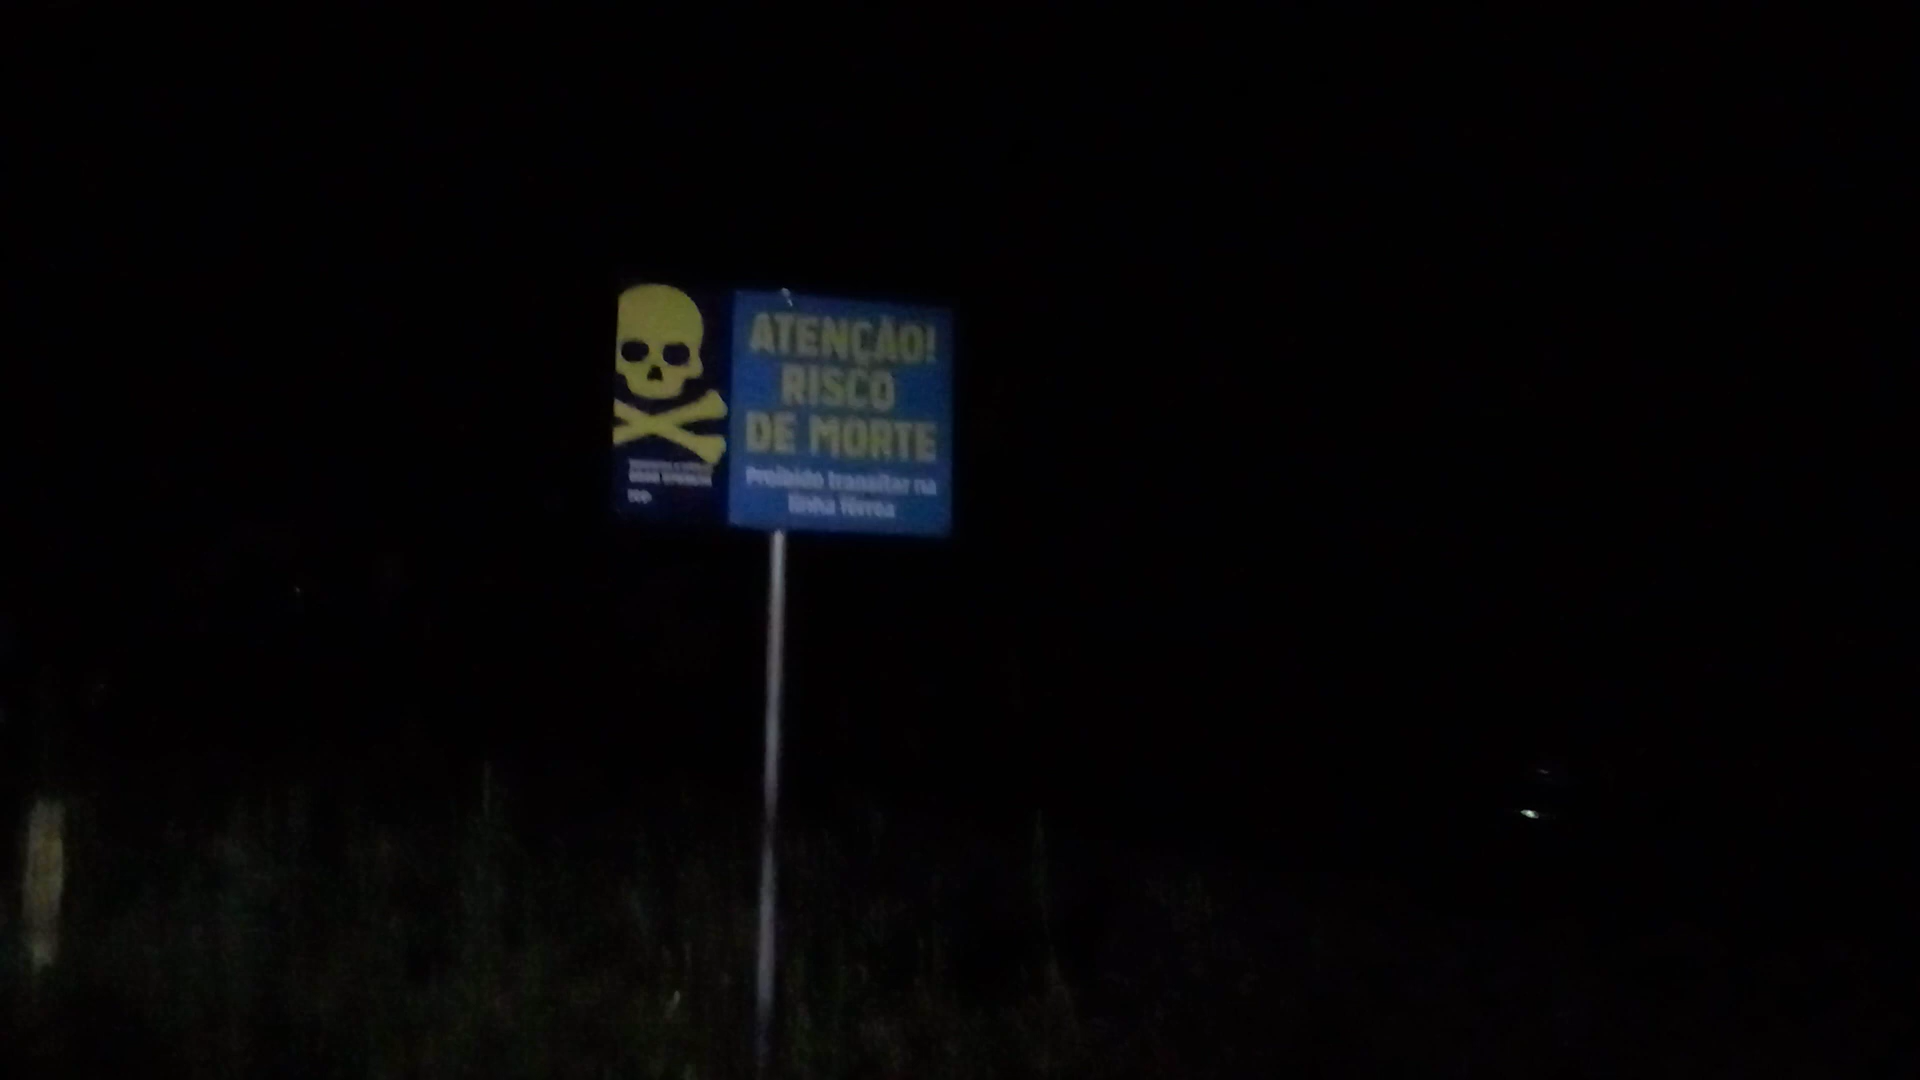 ATENÇÃO!
RISCO
DE MORTE
Proibido transitar na
linha férrea